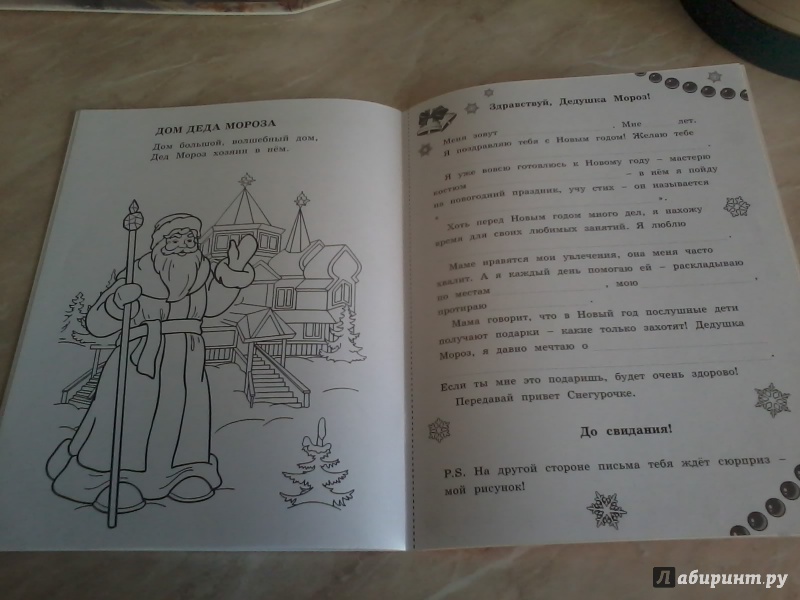 ДОМ ДЕДА МОРОЗА
Дом большой, волшебный дом,
Дед Мороз хозяин в нём.
Здравствуй, Дедушка Мороз!
Меня зовут . Мне лет.
Я поздравляю тебя с Новым годом! Желаю тебе
.
Я уже вовсю готовлюсь к Новому году – мастерю
костюм – в нём я пойду
на новогодний праздник, учу стих – он называется
« ».
Хоть перед Новым годом много дел, я нахожу
время для своих любимых занятий. Я люблю
.
Маме нравятся мои увлечения, она меня часто
хвалит. А я каждый день помогаю ей – раскладываю
по местам , мою ,
протираю .
Мама говорит, что в Новый год послушные дети
получают подарки – какие только захотят! Дедушка
Мороз, я давно мечтаю о
.
Если ты мне это подаришь, будет очень здорово!
Передавай привет Снегурочке.
До свидания!
P.S. На другой стороне письма тебя ждёт сюрприз –
мой рисунок!
Лабиринт.ру